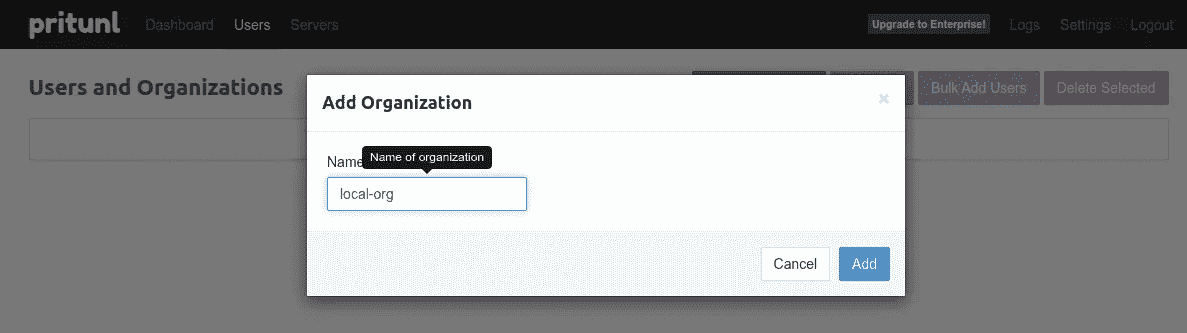 pritunl Dashboard Users Servers Upgrade to Enterprise! Logs Settings Logout
Users and Organizations Bulk Add Users Delete Selected
Add Organization ×
Name
Name of organization
local-org
Cancel Add